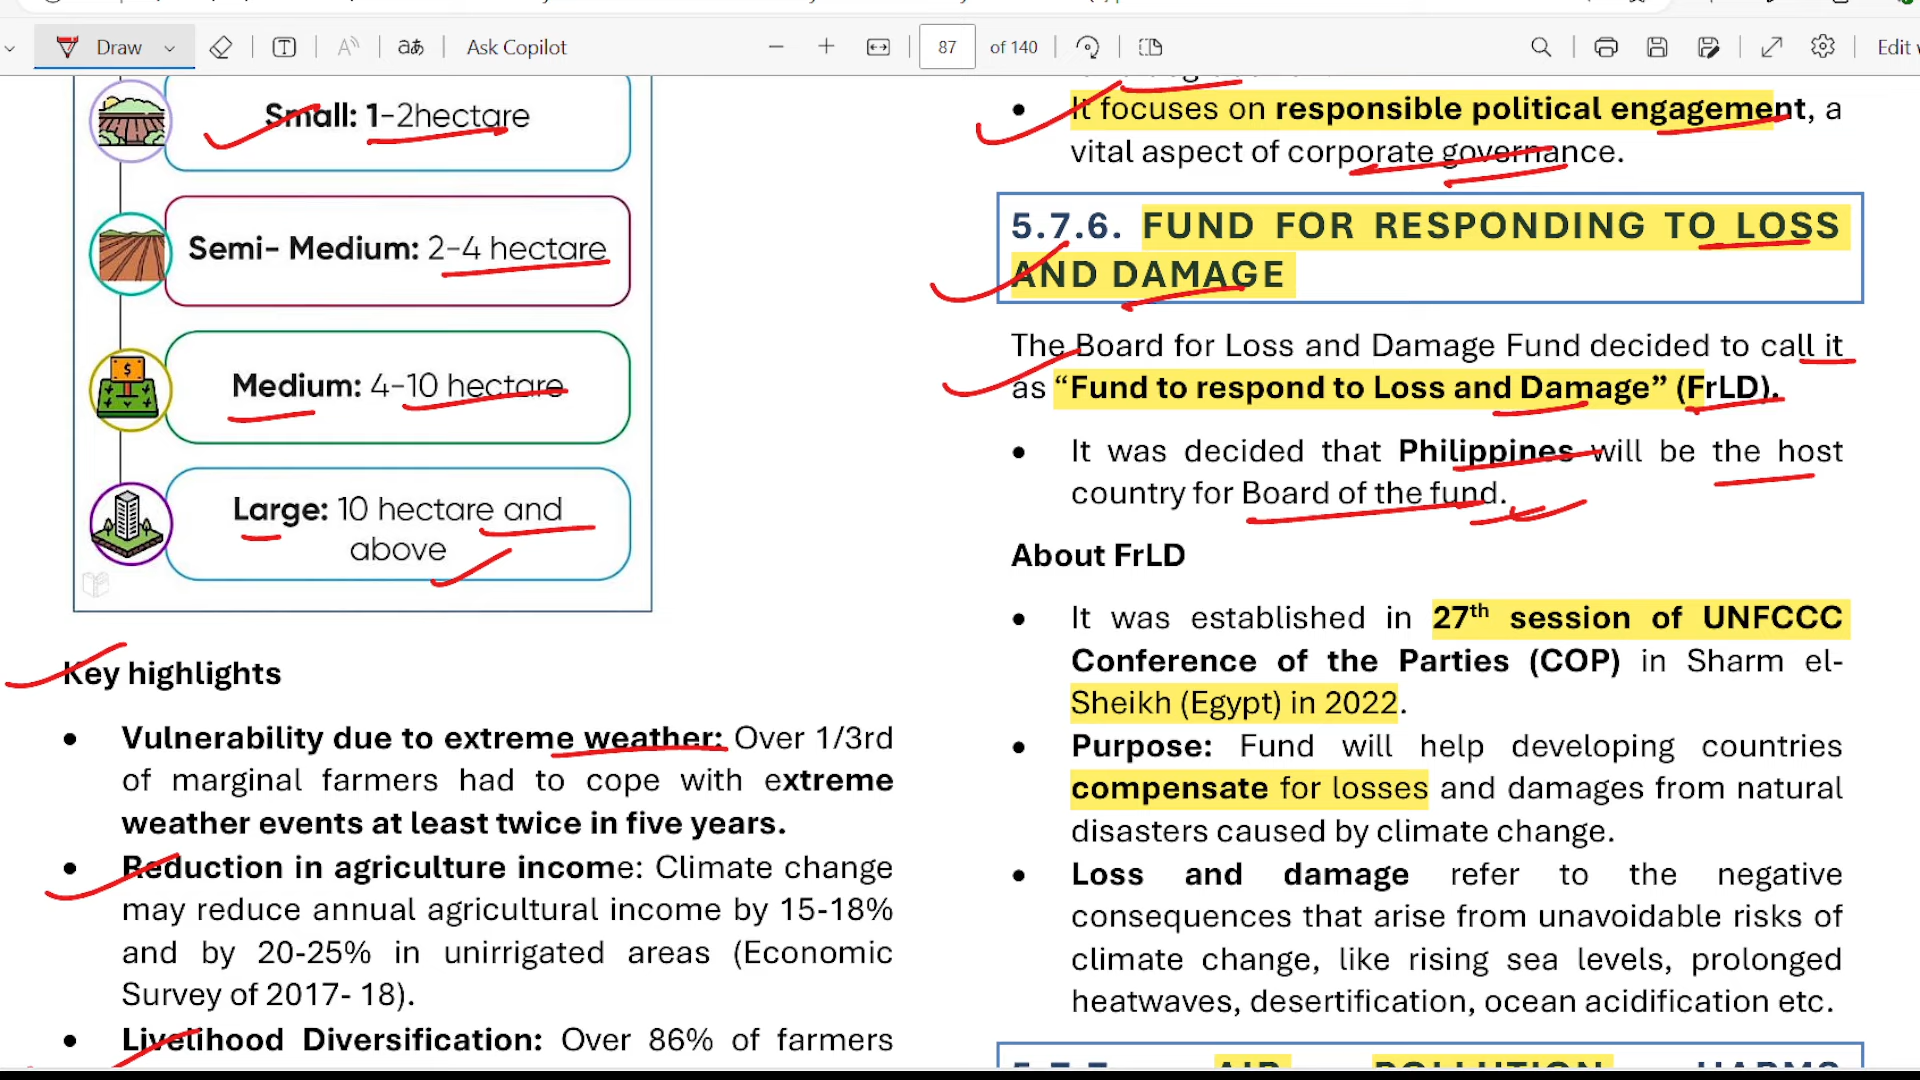 Draw
Ask Copilot
87 of 140
Edit
Small: 1-2hectare
Semi- Medium: 2-4 hectare
Medium: 4-10 hectare
Large: 10 hectare and
above
Key highlights
• Vulnerability due to extreme weather: Over 1/3rd
of marginal farmers had to cope with extreme
weather events at least twice in five years.
• Reduction in agriculture income: Climate change
may reduce annual agricultural income by 15-18%
and by 20-25% in unirrigated areas (Economic
Survey of 2017- 18).
• Livelihood Diversification: Over 86% of farmers
• It focuses on responsible political engagement, a
vital aspect of corporate governance.
5.7.6. FUND FOR RESPONDING TO LOSS
AND DAMAGE
The Board for Loss and Damage Fund decided to call it
as “Fund to respond to Loss and Damage” (FrLD).
• It was decided that Philippines will be the host
country for Board of the fund.
About FrLD
• It was established in 27th session of UNFCCC
Conference of the Parties (COP) in Sharm el-
Sheikh (Egypt) in 2022.
• Purpose: Fund will help developing countries
compensate for losses and damages from natural
disasters caused by climate change.
• Loss and damage refer to the negative
consequences that arise from unavoidable risks of
climate change, like rising sea levels, prolonged
heatwaves, desertification, ocean acidification etc.
5.7.7. AIR POLLUTION HARMS